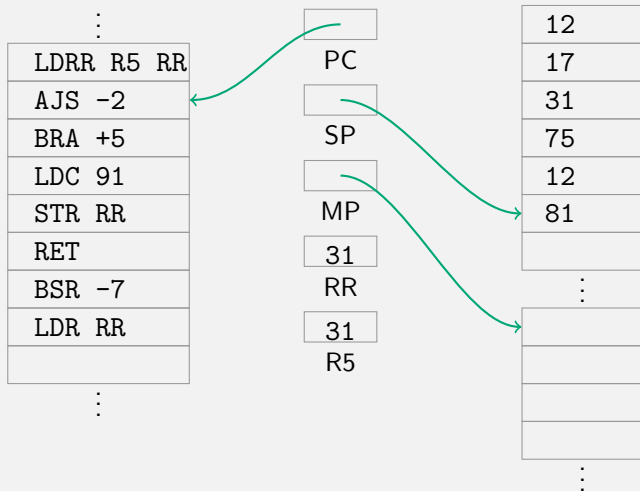 ⋮
LDRR R5 RR
AJS -2
BRA +5
LDC 91
STR RR
RET
BSR -7
LDR RR
⋮
PC
SP
MP
31
RR
31
R5
12
17
31
75
12
81
⋮
⋮